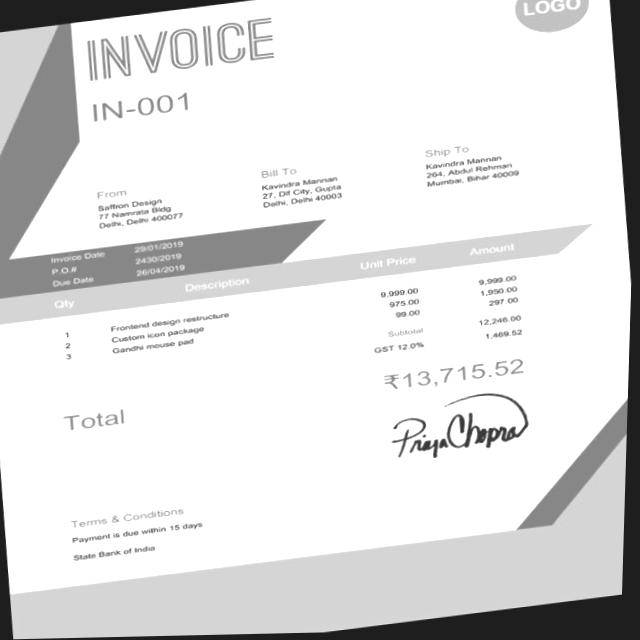 LOGO
INVOICE
IN-001
From
Saffron Design
77 Namrata Bldg
Delhi, Delhi 400077
Bill To
Kavindra Mannan
27, Dlf City, Gupta
Delhi, Delhi 40003
Ship To
Kavindra Mannan
264, Abdul Rehman
Mumbai, Bihar 40009
Invoice Date 29/01/2019
P.O.# 2430/2019
Due Date 26/04/2019
Qty Description Unit Price Amount
1 Frontend design restructure 9,999.00 9,999.00
2 Custom icon package 975.00 1,950.00
3 Gandhi mouse pad 99.00 297.00
Subtotal 12,246.00
GST 12.0% 1,469.52
Total ₹13,715.52
Priya Chopra
Terms & Conditions
Payment is due within 15 days
State Bank of India